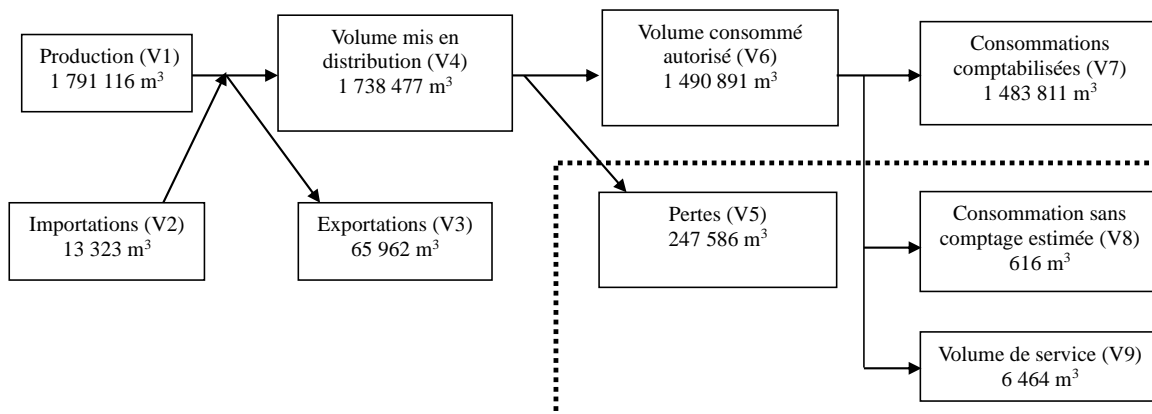 Production (V1)
1 791 116 m³
Volume mis en
distribution (V4)
1 738 477 m³
Volume consommé
autorisé (V6)
1 490 891 m³
Consommations
comptabilisées (V7)
1 483 811 m³
Importations (V2)
13 323 m³
Exportations (V3)
65 962 m³
Pertes (V5)
247 586 m³
Consommation sans
comptage estimée (V8)
616 m³
Volume de service (V9)
6 464 m³